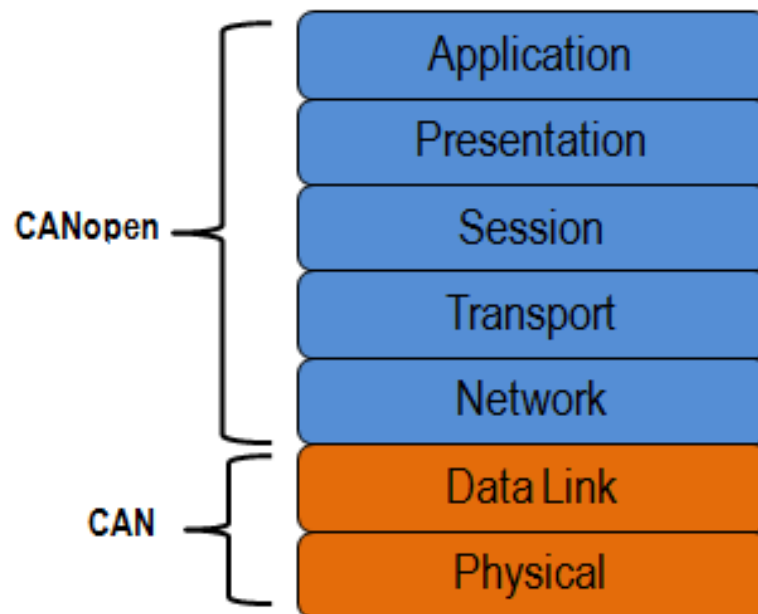 Application
Presentation
Session
CANopen
Transport
Network
Data Link
CAN
Physical